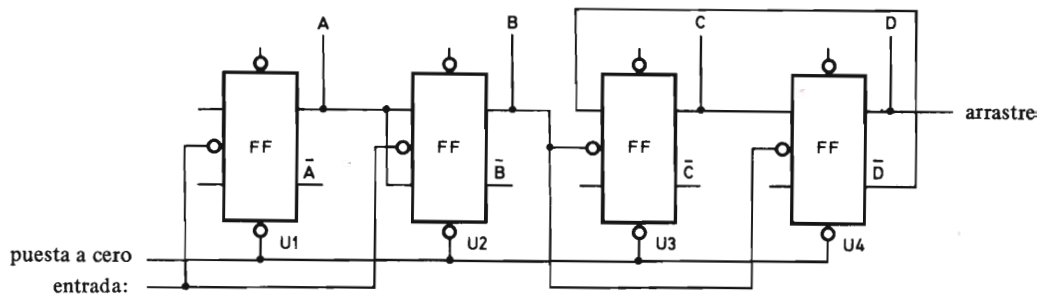 A B C D
arrastre
FF FF FF FF
A̅ B̅ C̅ D̅
U1 U2 U3 U4
puesta a cero
entrada: